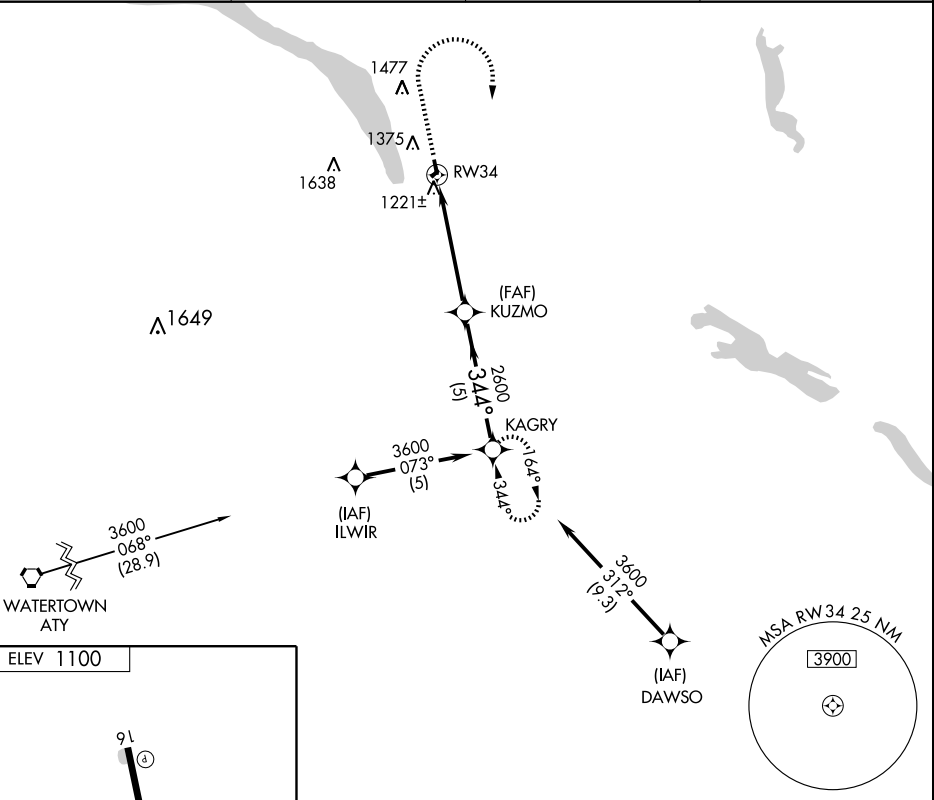 1477
1375
RW34
1638
1221±
(FAF)
KUZMO
1649
2600
344°
(5)
KAGRY
3600
073°
(5)
164°
344°
(IAF)
ILWIR
3600
068°
(28.9)
3600
312°
(9.3)
WATERTOWN
ATY
MSA RW34 25 NM
3900
(IAF)
DAWSO
ELEV 1100
16
P